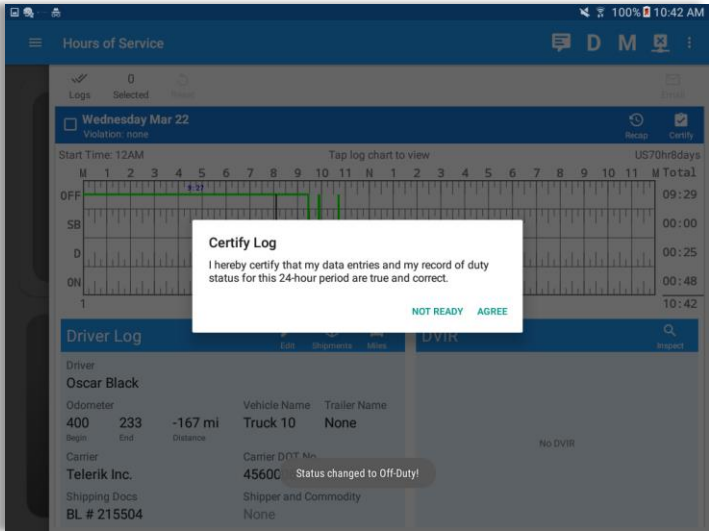 100% 10:42 AM
Hours of Service
D M
Logs
0
Selected
Email
Wednesday Mar 22
Violation: none
Recap
Certify
Start Time: 12AM
Tap log chart to view
US70hr8days
M 1 2 3 4 5 6 7 8 9 10 11 N 1 2 3 4 5 6 7 8 9 10 11 M Total
OFF 09:29
SB 00:00
D 00:25
ON 00:48
1 10:42
Certify Log
I hereby certify that my data entries and my record of duty
status for this 24-hour period are true and correct.
NOT READY AGREE
Driver Log
Edit Shipments Miles
DVIR
Inspect
Driver
Oscar Black
Odometer Vehicle Name Trailer Name
400 233 -167 mi Truck 10 None
Begin End Distance
No DVIR
Carrier Carrier DOT No
Telerik Inc. 45600
Status changed to Off-Duty!
Shipping Docs Shipper and Commodity
BL # 215504 None